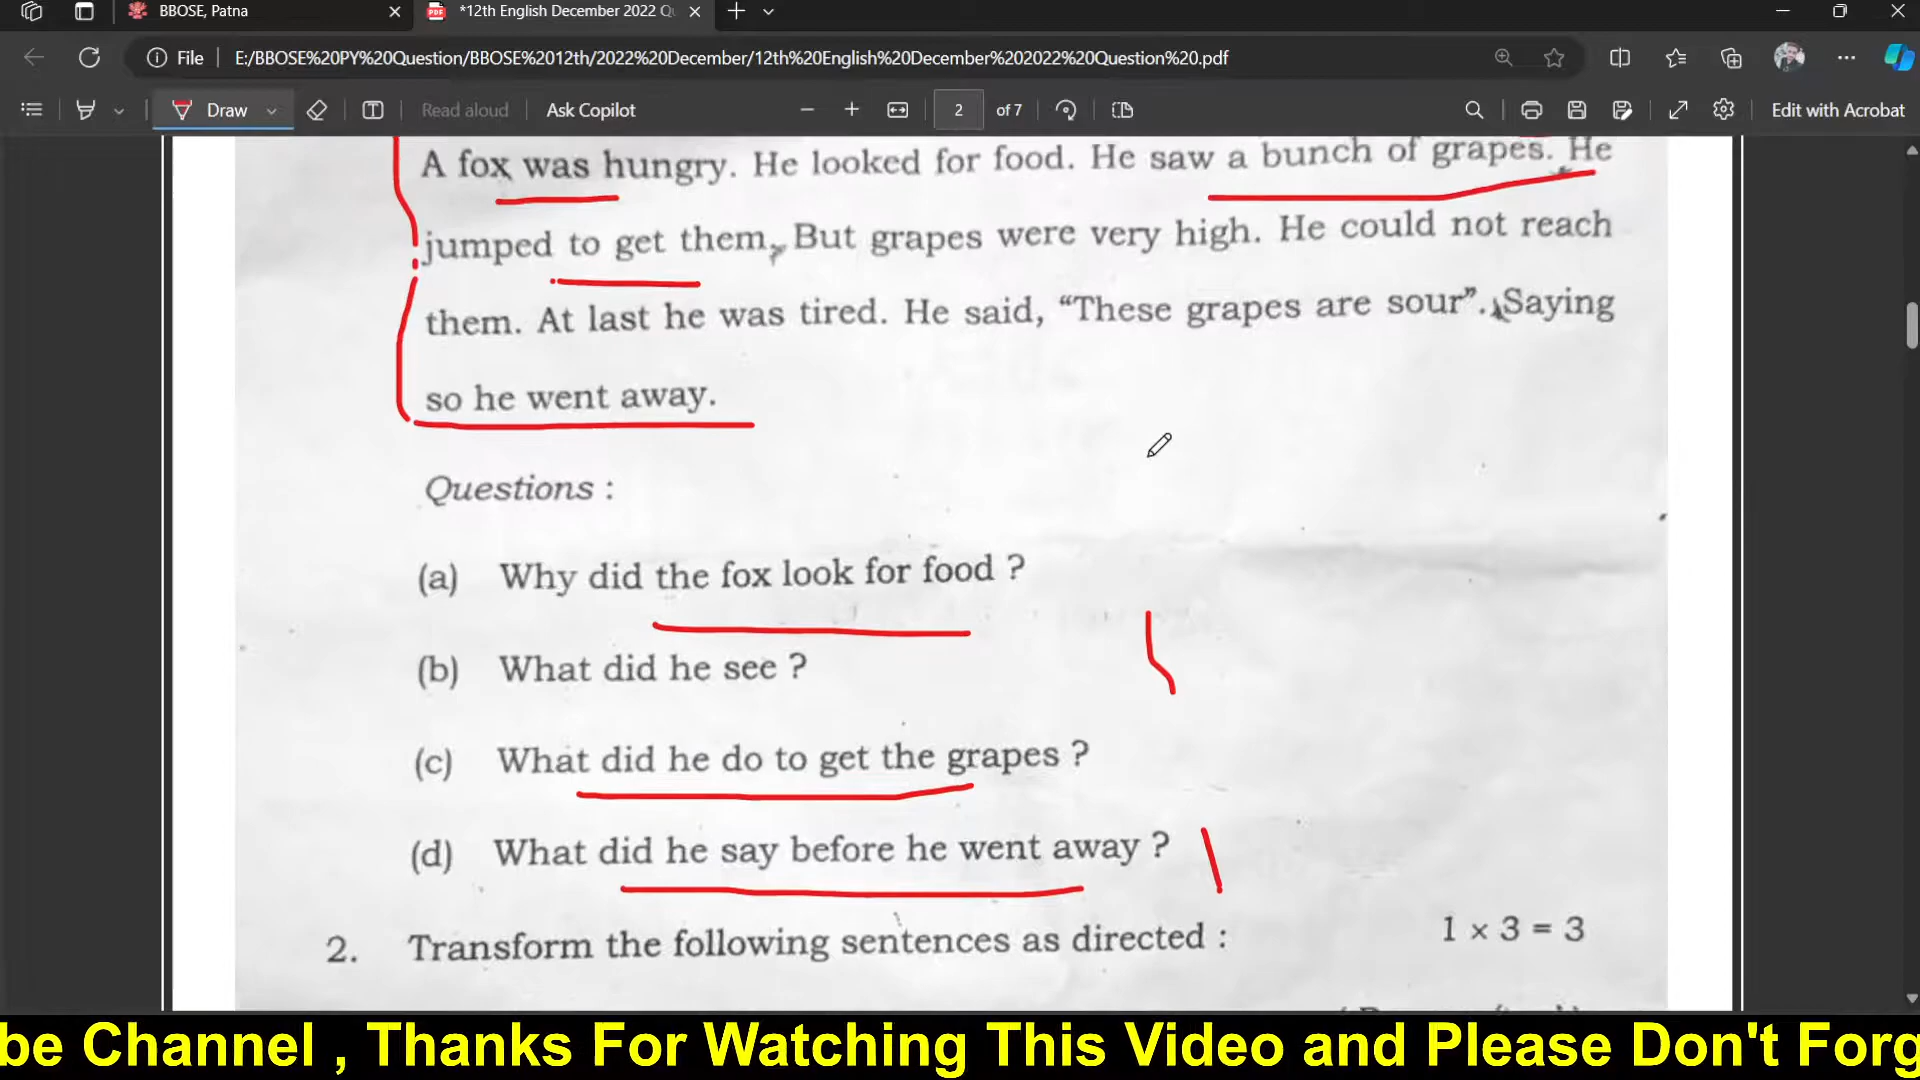 BBOSE, Patna
*12th English December 2022 Q
File
E:/BBOSE%20PY%20Question/BBOSE%2012th/2022%20December/12th%20English%20December%202022%20Question%20.pdf
Draw
Read aloud
Ask Copilot
2
of 7
Edit with Acrobat
A fox was hungry. He looked for food. He saw a bunch of grapes. He
jumped to get them, But grapes were very high. He could not reach
them. At last he was tired. He said, “These grapes are sour”. Saying
so he went away.
Questions :
(a) Why did the fox look for food ?
(b) What did he see ?
(c) What did he do to get the grapes ?
(d) What did he say before he went away ?
2. Transform the following sentences as directed : 1 × 3 = 3
be Channel , Thanks For Watching This Video and Please Don't Forg